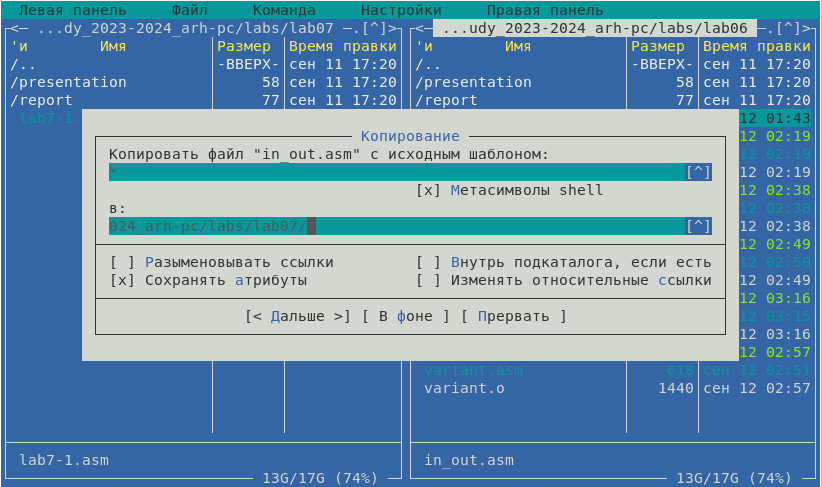 Левая панель Файл Команда Настройки Правая панель
<─ ...dy_2023-2024_arh-pc/labs/lab07 ─.[^]> <─ ...udy_2023-2024_arh-pc/labs/lab06 ─.[^]>
'и Имя Размер Время правки 'и Имя Размер Время правки
/.. -ВВЕРХ- сен 11 17:20 /.. -ВВЕРХ- сен 11 17:20
/presentation 58 сен 11 17:20 /presentation 58 сен 11 17:20
/report 77 сен 11 17:20 /report 77 сен 11 17:20
lab7-1. 12 01:43
Копирование 12 02:19
Копировать файл "in_out.asm" с исходным шаблоном: 12 02:19
* [^] 12 02:19
[x] Метасимволы shell 12 02:38
в: 12 02:38
024_arh-pc/labs/lab07/ [^] 12 02:38
12 02:49
[ ] Разыменовывать ссылки [ ] Внутрь подкаталога, если есть 12 02:50
[x] Сохранять атрибуты [ ] Изменять относительные ссылки 12 02:49
12 03:16
[< Дальше >] [ В фоне ] [ Прервать ] 12 03:15
12 03:16
12 02:57
variant.asm 618 сен 12 02:51
variant.o 1440 сен 12 02:57
lab7-1.asm in_out.asm
13G/17G (74%) 13G/17G (74%)